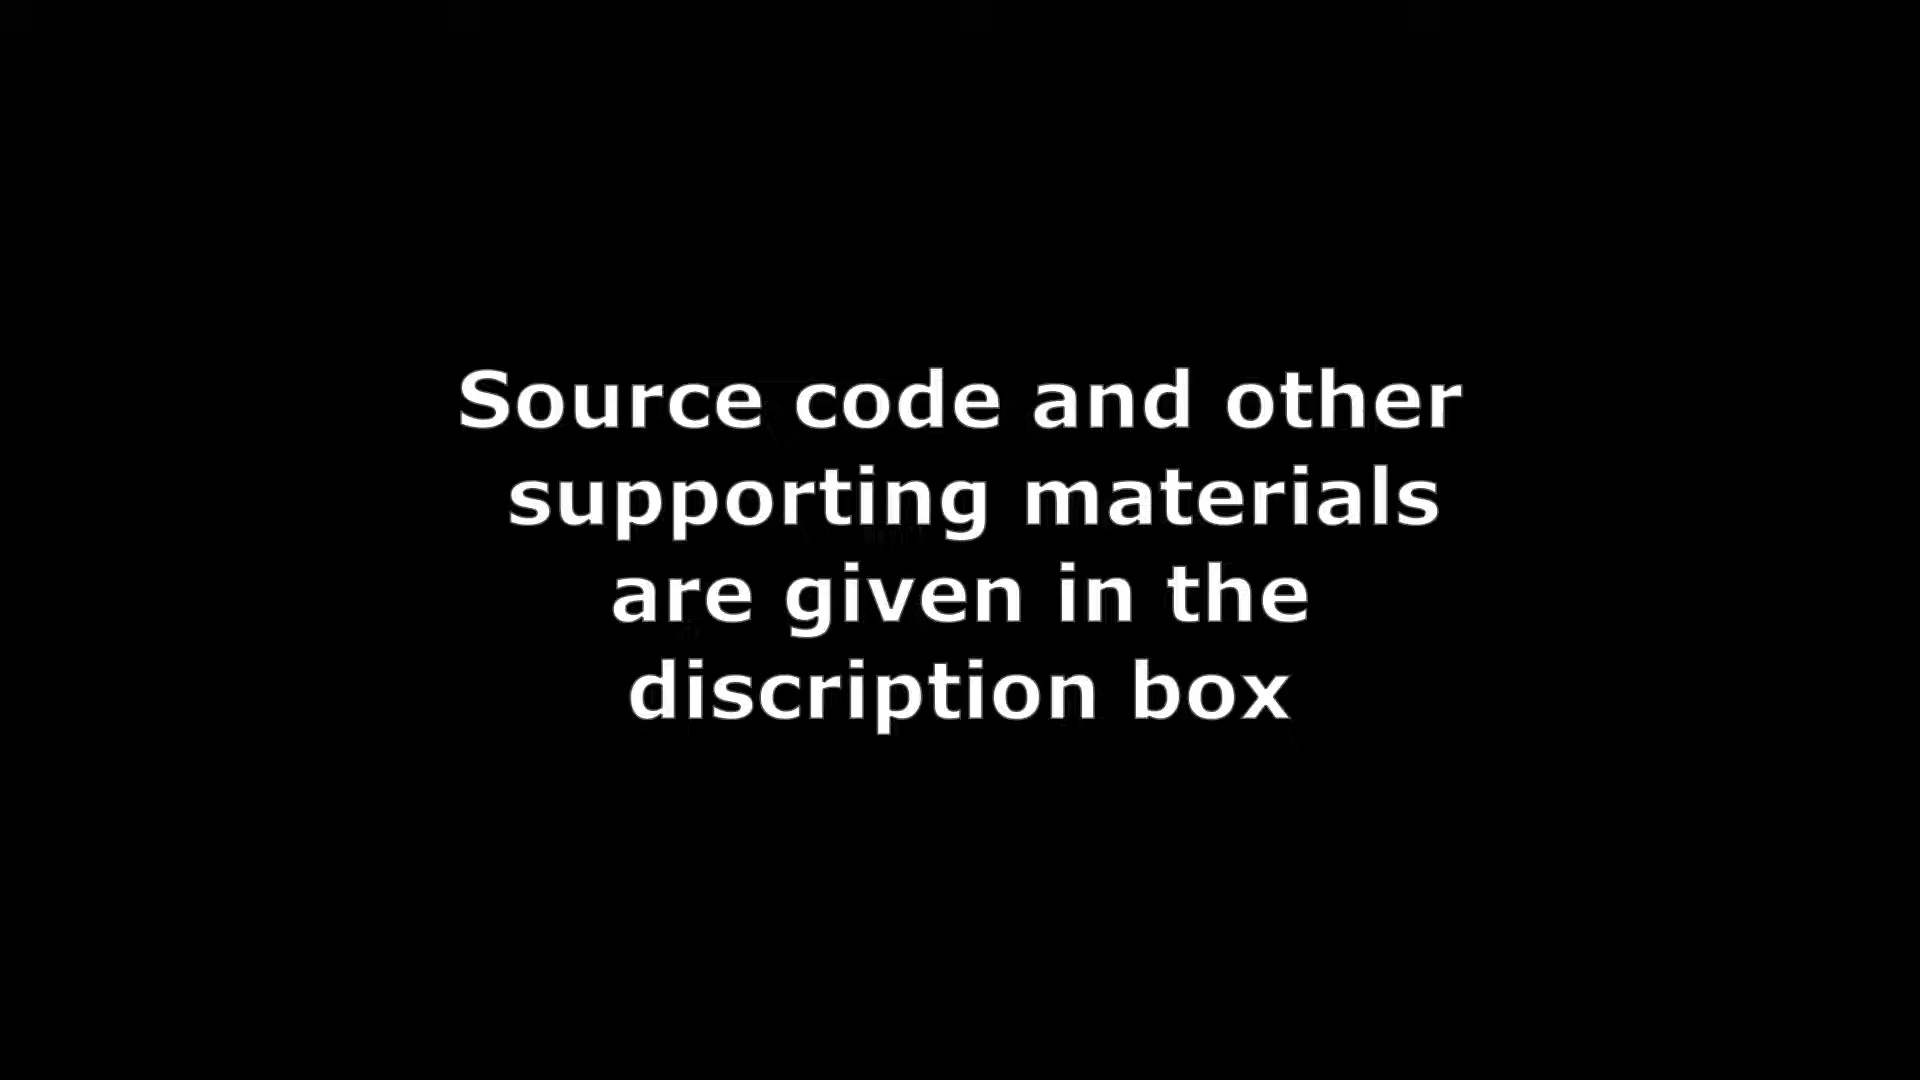 Source code and other
supporting materials
are given in the
discription box